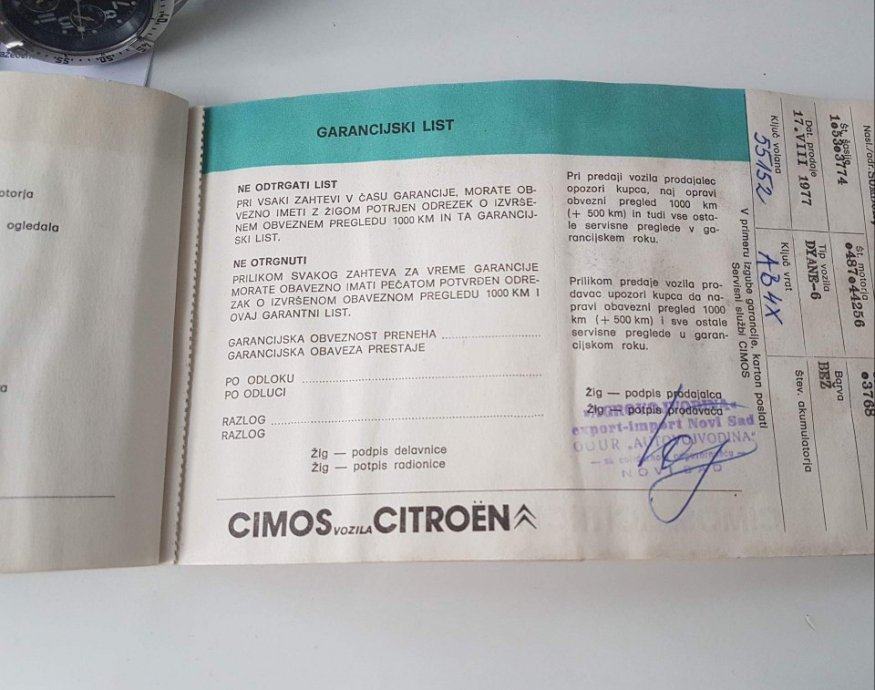 otorja
ogledala
a
GARANCIJSKI LIST
NE ODTRGATI LIST
PRI VSAKI ZAHTEVI V ČASU GARANCIJE, MORATE OB-
VEZNO IMETI Z ŽIGOM POTRJEN ODREZEK O IZVRŠE-
NEM OBVEZNEM PREGLEDU 1000 KM IN TA GARANCIJ-
SKI LIST.
NE OTRGNUTI
PRILIKOM SVAKOG ZAHTEVA ZA VREME GARANCIJE
MORATE OBAVEZNO IMATI PEČATOM POTVRĐEN ODRE-
ZAK O IZVRŠENOM OBAVEZNOM PREGLEDU 1000 KM I
OVAJ GARANTNI LIST.
GARANCIJSKA OBVEZNOST PRENEHA
GARANCIJSKA OBAVEZA PRESTAJE
PO ODLOKU
PO ODLUCI
RAZLOG
RAZLOG
Žig — podpis delavnice
Žig — potpis radionice
CIMOS VOZILA CITROËN
Pri predaji vozila prodajalec
opozori kupca, naj opravi
obvezni pregled 1000 km
(+ 500 km) in tudi vse osta-
le servisne preglede v ga-
rancijskem roku.
Prilikom predaje vozila pro-
davac upozori kupca da na-
pravi obavezni pregled 1000
km (+ 500 km) i sve ostale
servisne preglede u garan-
cijskom roku.
Žig — podpis prodajalca
Žig — potpis prodavača
export-import Novi Sad
OOUR „AUTOVOJVODINA"
NOVI SAD
V primeru izgube garancije, karton poslati
Servisni službi CIMOS
Ključ volana
55152
Ključ vrat
AB4X
Štev. akumulatorja
Dat. prodaje
17.VIII 1977
Tip vozila
DYANE-6
Barva
BEŽ
Št. šasije
Št. motorja